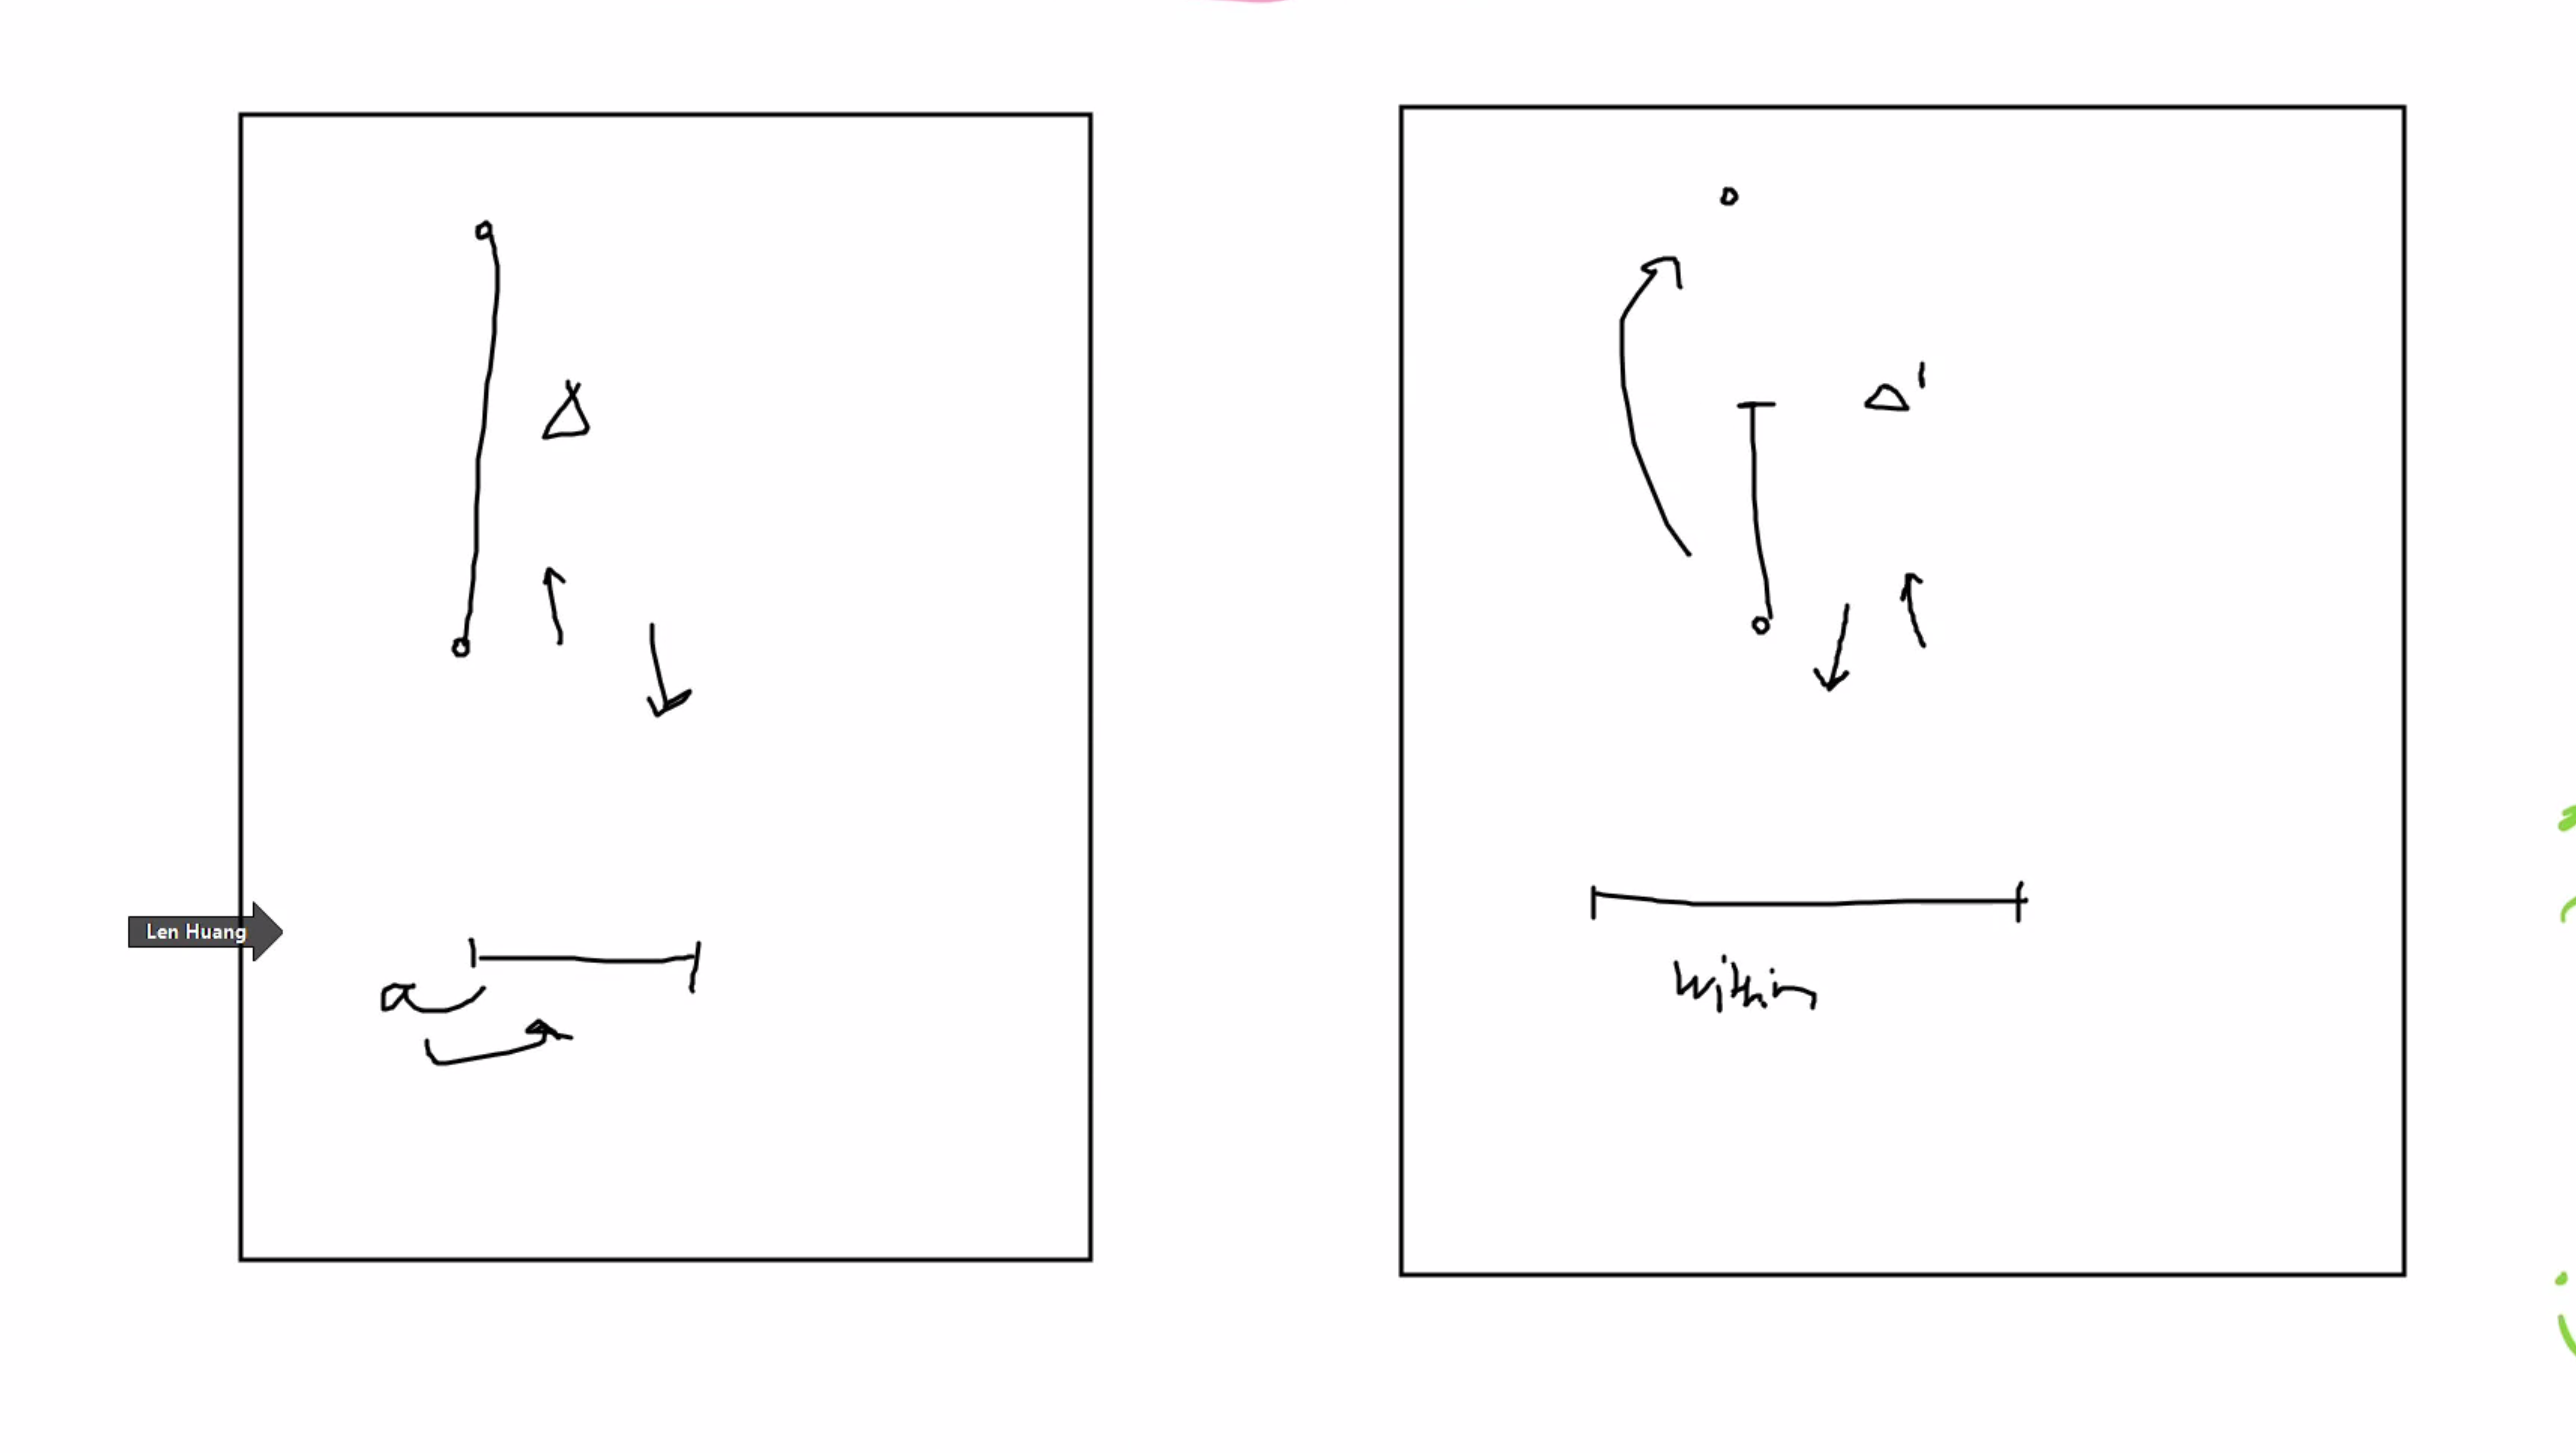 Δ
Δ'
Len Huang
a
within